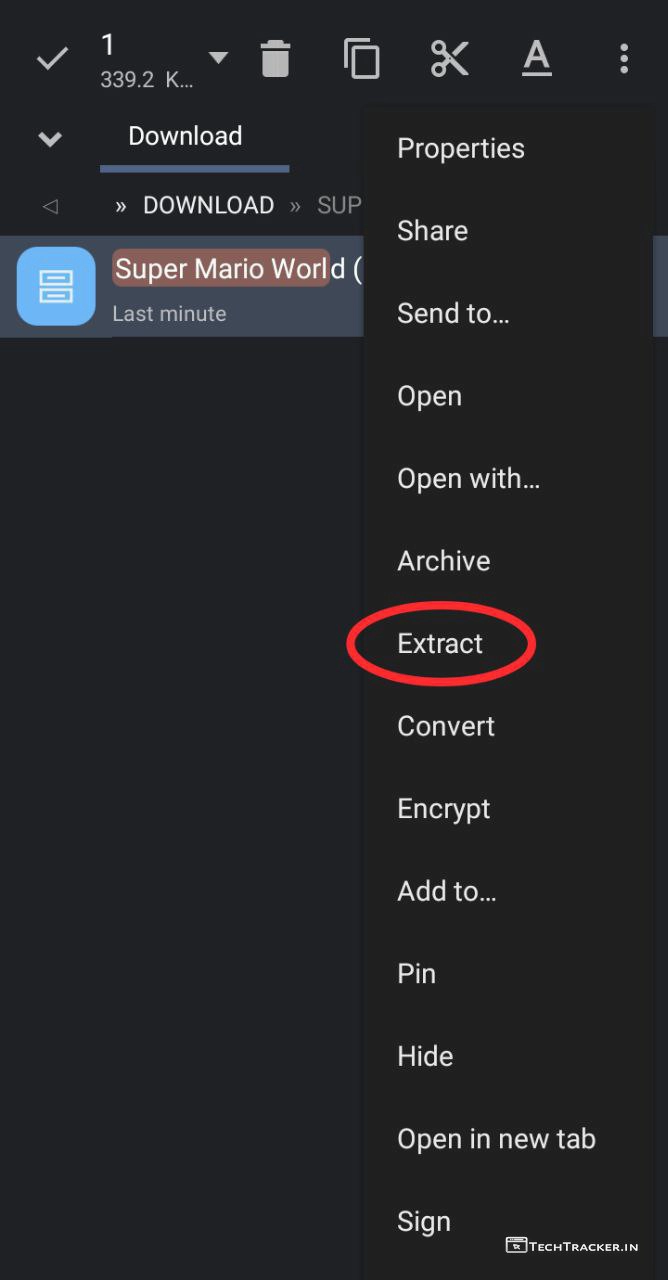 1
339.2 K...
A
Download
» DOWNLOAD » SUP
Super Mario World (
Last minute
Properties
Share
Send to...
Open
Open with...
Archive
Extract
Convert
Encrypt
Add to...
Pin
Hide
Open in new tab
Sign
TECHTRACKER.IN